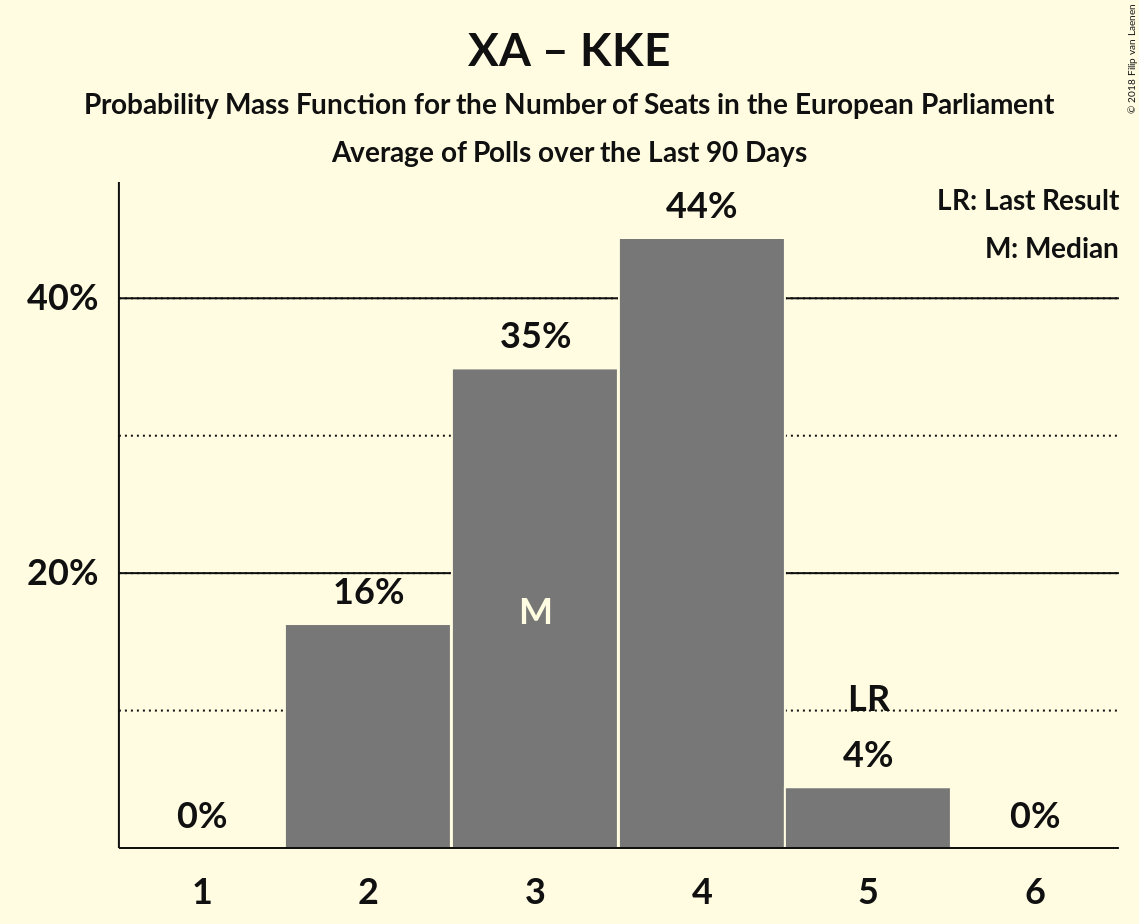 XA – KKE
Probability Mass Function for the Number of Seats in the European Parliament
Average of Polls over the Last 90 Days
© 2018 Filip van Laenen
LR: Last Result
M: Median
44%
40%
35%
20%
16%
M
LR
4%
0%
0%
1 2 3 4 5 6